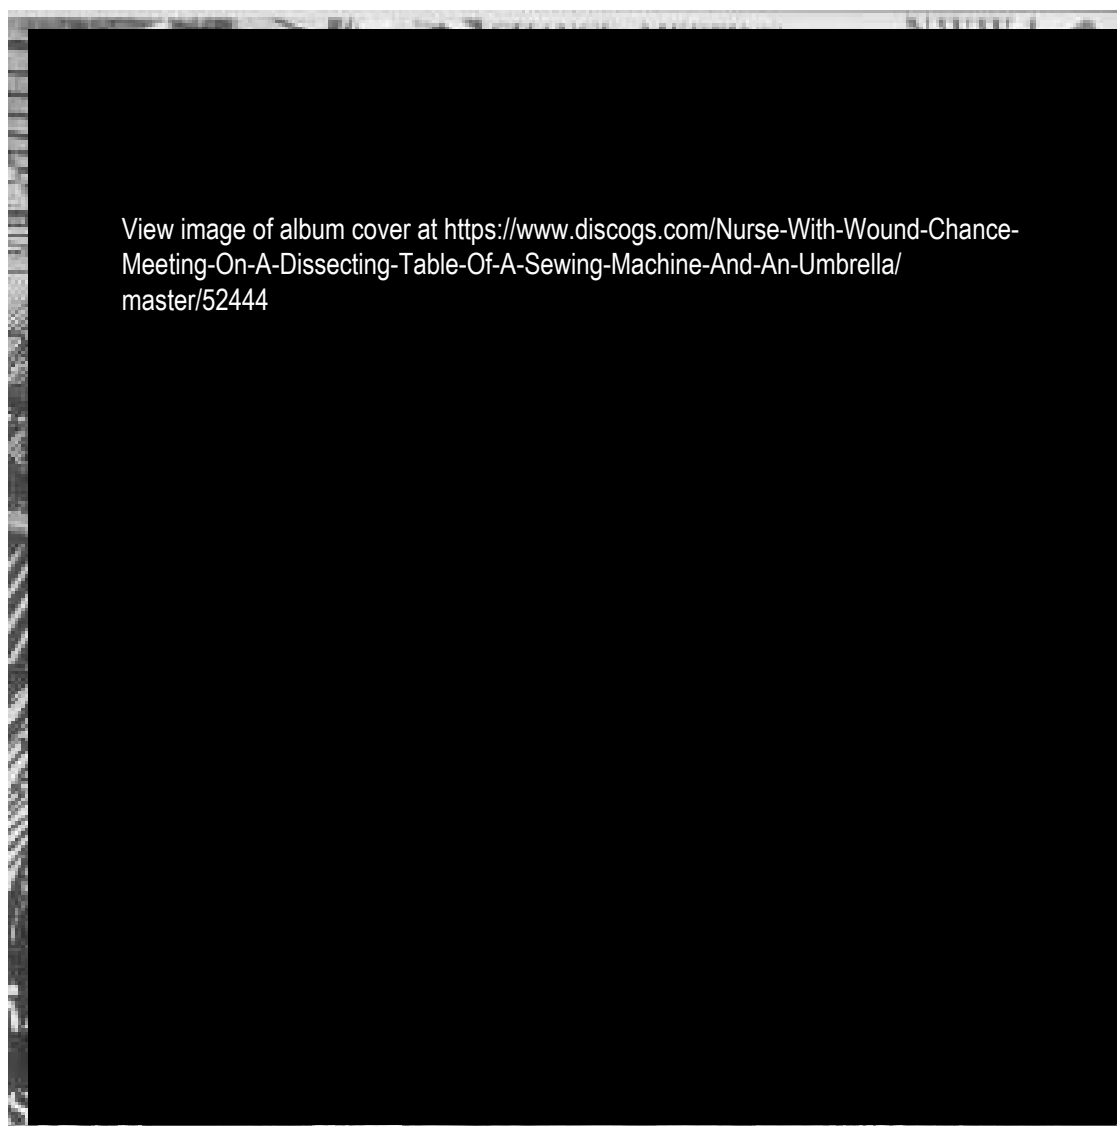 View image of album cover at https://www.discogs.com/Nurse-With-Wound-Chance-
Meeting-On-A-Dissecting-Table-Of-A-Sewing-Machine-And-An-Umbrella/
master/52444